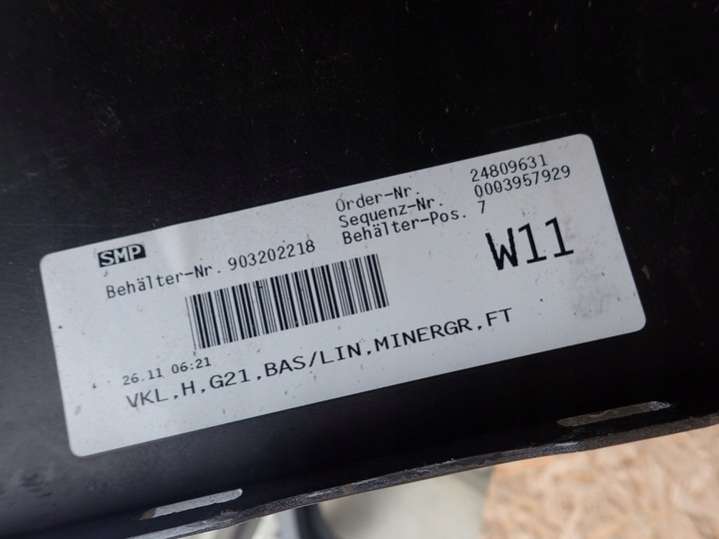 SMP
Order-Nr. 24809631
Sequenz-Nr. 0003957929
Behälter-Nr. 903202218 Behälter-Pos. 7
W11
26.11 06:21
VKL,H,G21,BAS/LIN,MINERGR,FT